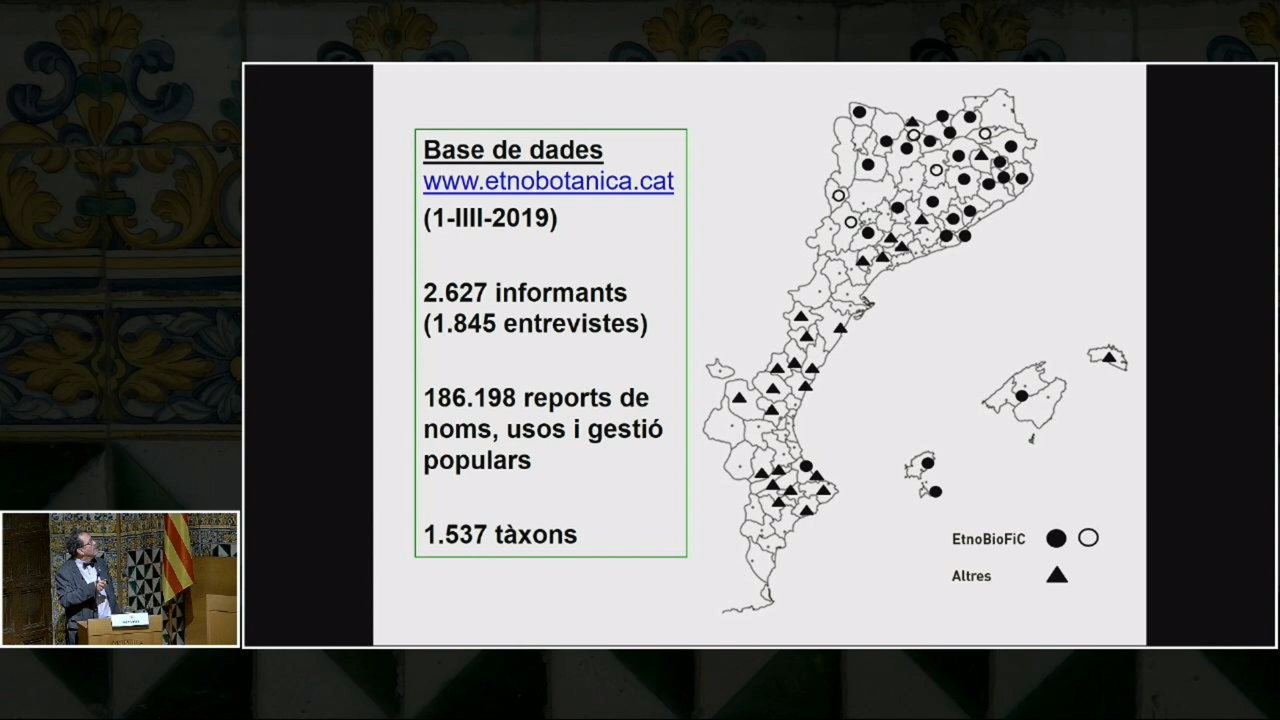 Base de dades
www.etnobotanica.cat
(1-IIII-2019)
2.627 informants
(1.845 entrevistes)
186.198 reports de
noms, usos i gestió
populars
1.537 tàxons
EtnoBioFiC
Altres